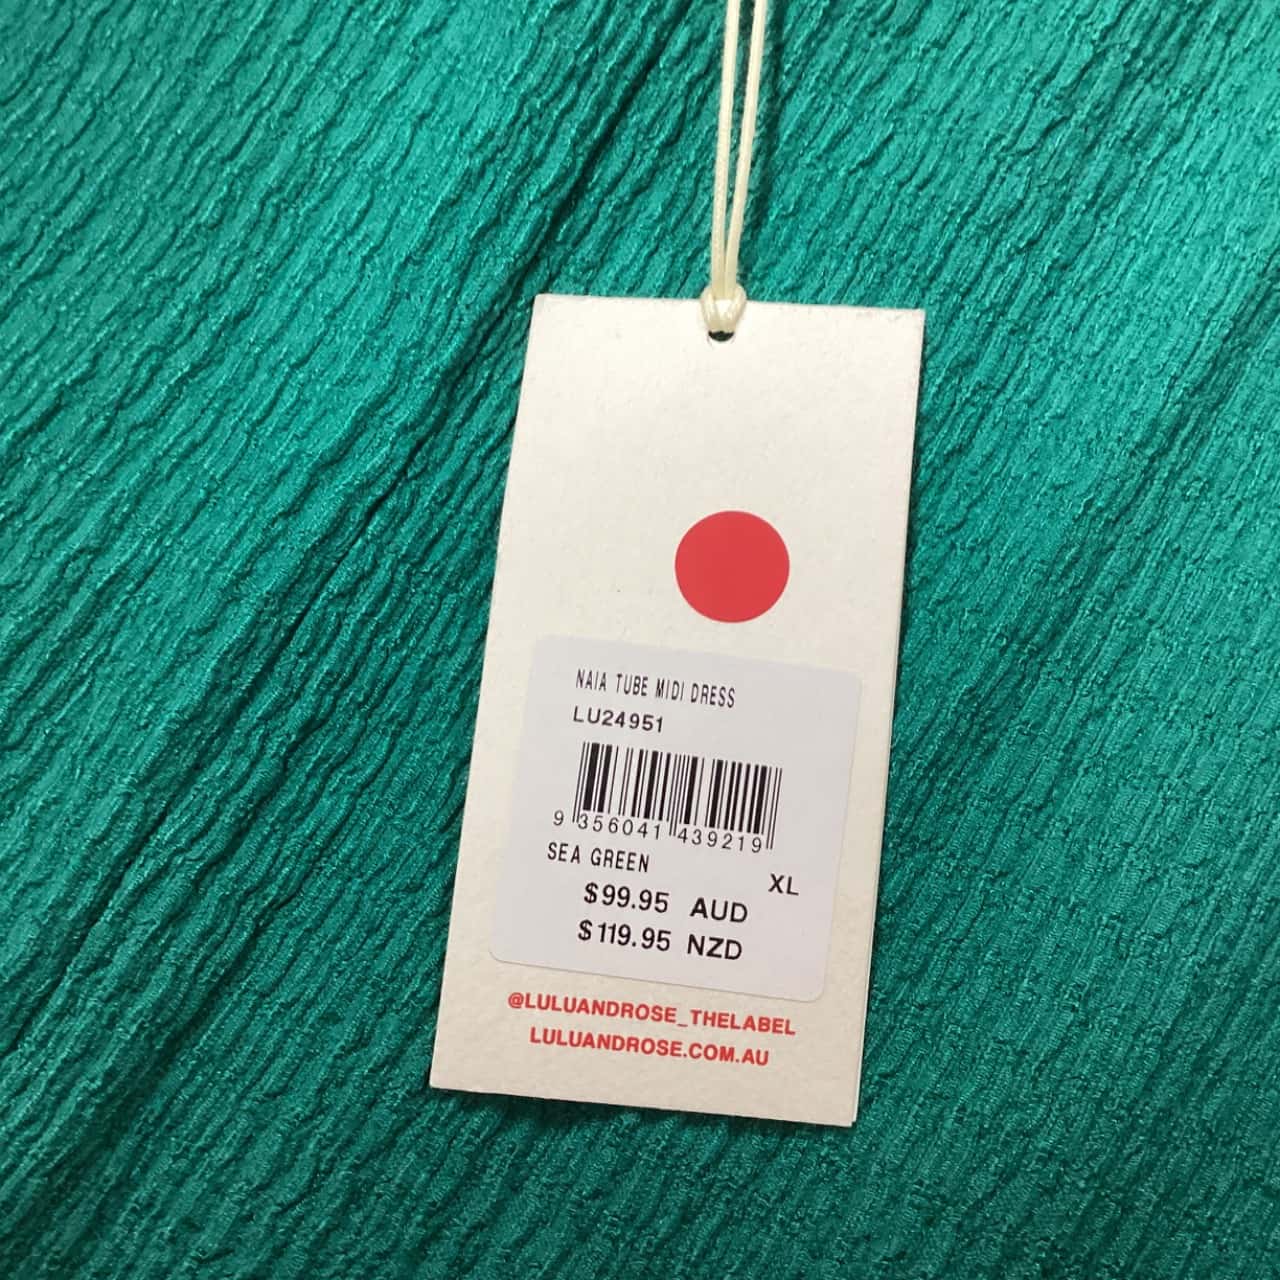 NAIA TUBE MIDI DRESS
LU24951
9 356041 439219
SEA GREEN
XL
$99.95 AUD
$119.95 NZD
@LULUANDROSE_THELABEL
LULUANDROSE.COM.AU